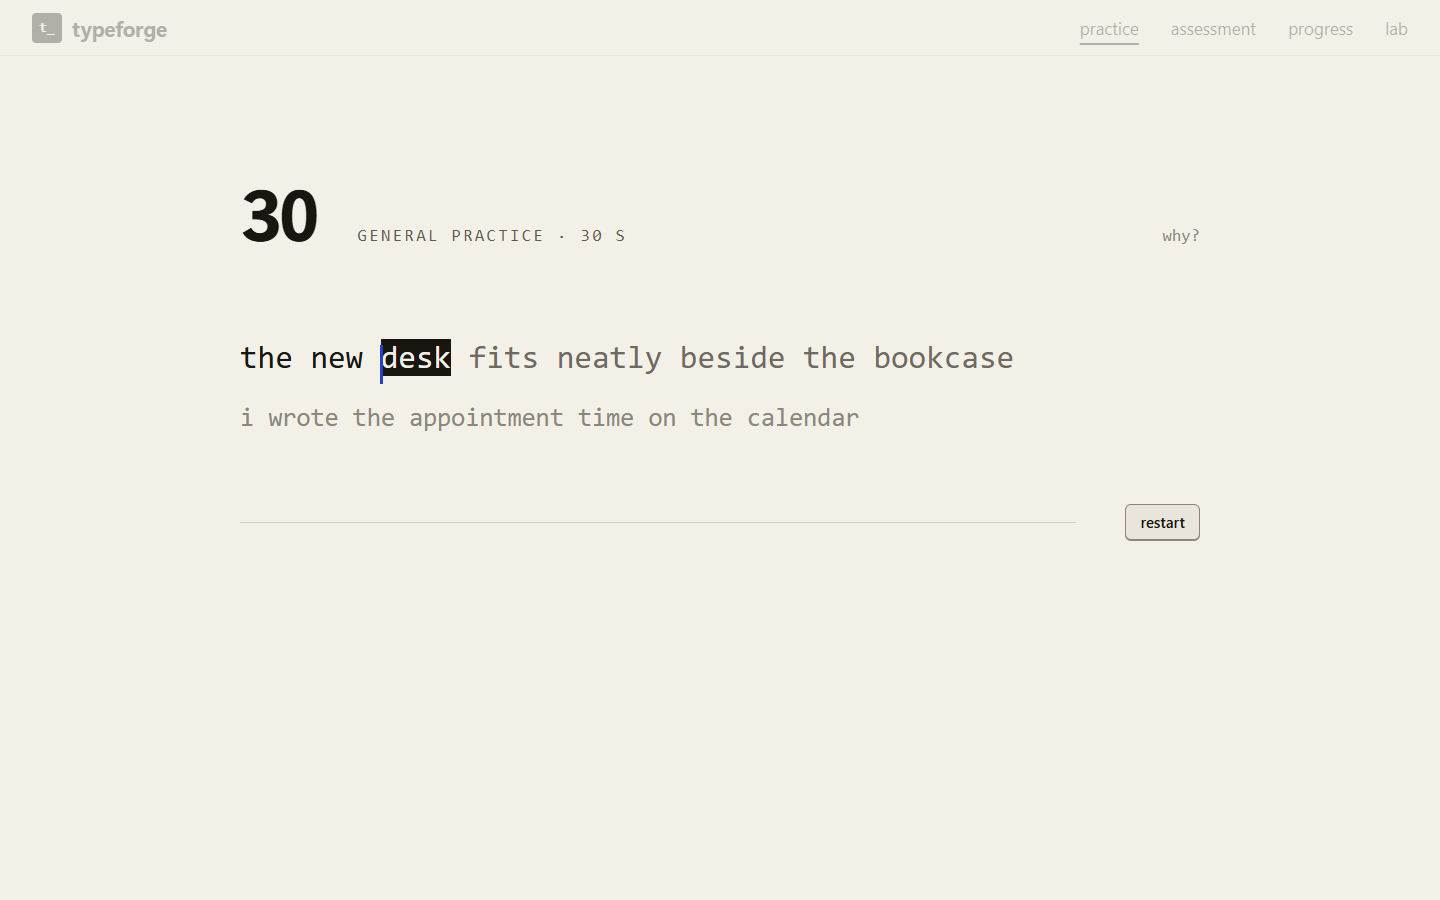 t_ typeforge practice assessment progress lab
30 GENERAL PRACTICE · 30 S why?
the new desk fits neatly beside the bookcase
i wrote the appointment time on the calendar
restart